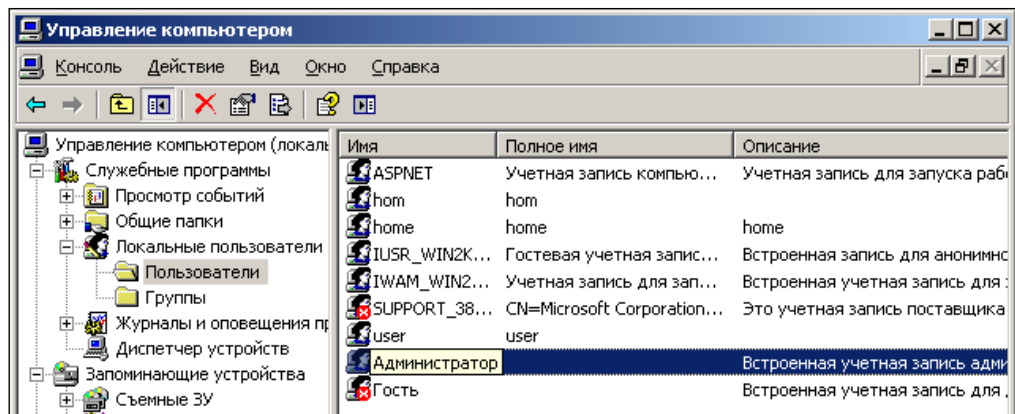 Управление компьютером
Консоль Действие Вид Окно Справка
Управление компьютером (локаль
Служебные программы
Просмотр событий
Общие папки
Локальные пользователи
Пользователи
Группы
Журналы и оповещения пр
Диспетчер устройств
Запоминающие устройства
Съемные ЗУ
Имя Полное имя Описание
ASPNET Учетная запись компью... Учетная запись для запуска рабо
hom hom
home home home
IUSR_WIN2K... Гостевая учетная запис... Встроенная запись для анонимно
IWAM_WIN2... Учетная запись для зап... Встроенная учетная запись для з
SUPPORT_38... CN=Microsoft Corporation... Это учетная запись поставщика
user user
Администратор Встроенная учетная запись адми
Гость Встроенная учетная запись для